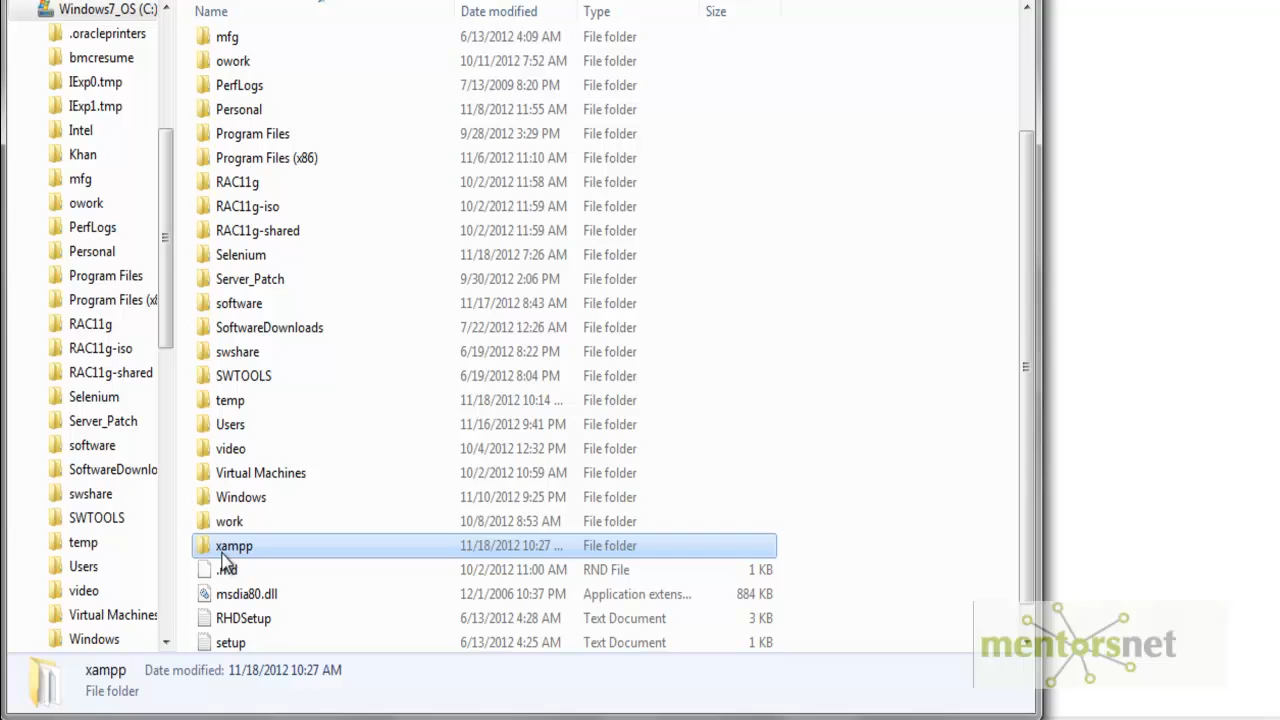 Windows7_OS (C:)
.oracleprinters
bmcresume
IExp0.tmp
IExp1.tmp
Intel
Khan
mfg
owork
PerfLogs
Personal
Program Files
Program Files (x8
RAC11g
RAC11g-iso
RAC11g-shared
Selenium
Server_Patch
software
SoftwareDownlo
swshare
SWTOOLS
temp
Users
video
Virtual Machines
Windows
Name Date modified Type Size
mfg 6/13/2012 4:09 AM File folder
owork 10/11/2012 7:52 AM File folder
PerfLogs 7/13/2009 8:20 PM File folder
Personal 11/8/2012 11:55 AM File folder
Program Files 9/28/2012 3:29 PM File folder
Program Files (x86) 11/6/2012 11:10 AM File folder
RAC11g 10/2/2012 11:58 AM File folder
RAC11g-iso 10/2/2012 11:59 AM File folder
RAC11g-shared 10/2/2012 11:59 AM File folder
Selenium 11/18/2012 7:26 AM File folder
Server_Patch 9/30/2012 2:06 PM File folder
software 11/17/2012 8:43 AM File folder
SoftwareDownloads 7/22/2012 12:26 AM File folder
swshare 6/19/2012 8:22 PM File folder
SWTOOLS 6/19/2012 8:04 PM File folder
temp 11/18/2012 10:14 ... File folder
Users 11/16/2012 9:41 PM File folder
video 10/4/2012 12:32 PM File folder
Virtual Machines 10/2/2012 10:59 AM File folder
Windows 11/10/2012 9:25 PM File folder
work 10/8/2012 8:53 AM File folder
xampp 11/18/2012 10:27 ... File folder
.rnd 10/2/2012 11:00 AM RND File 1 KB
msdia80.dll 12/1/2006 10:37 PM Application extens... 884 KB
RHDSetup 6/13/2012 4:28 AM Text Document 3 KB
setup 6/13/2012 4:25 AM Text Document 1 KB
xampp Date modified: 11/18/2012 10:27 AM
File folder
mentorsnet